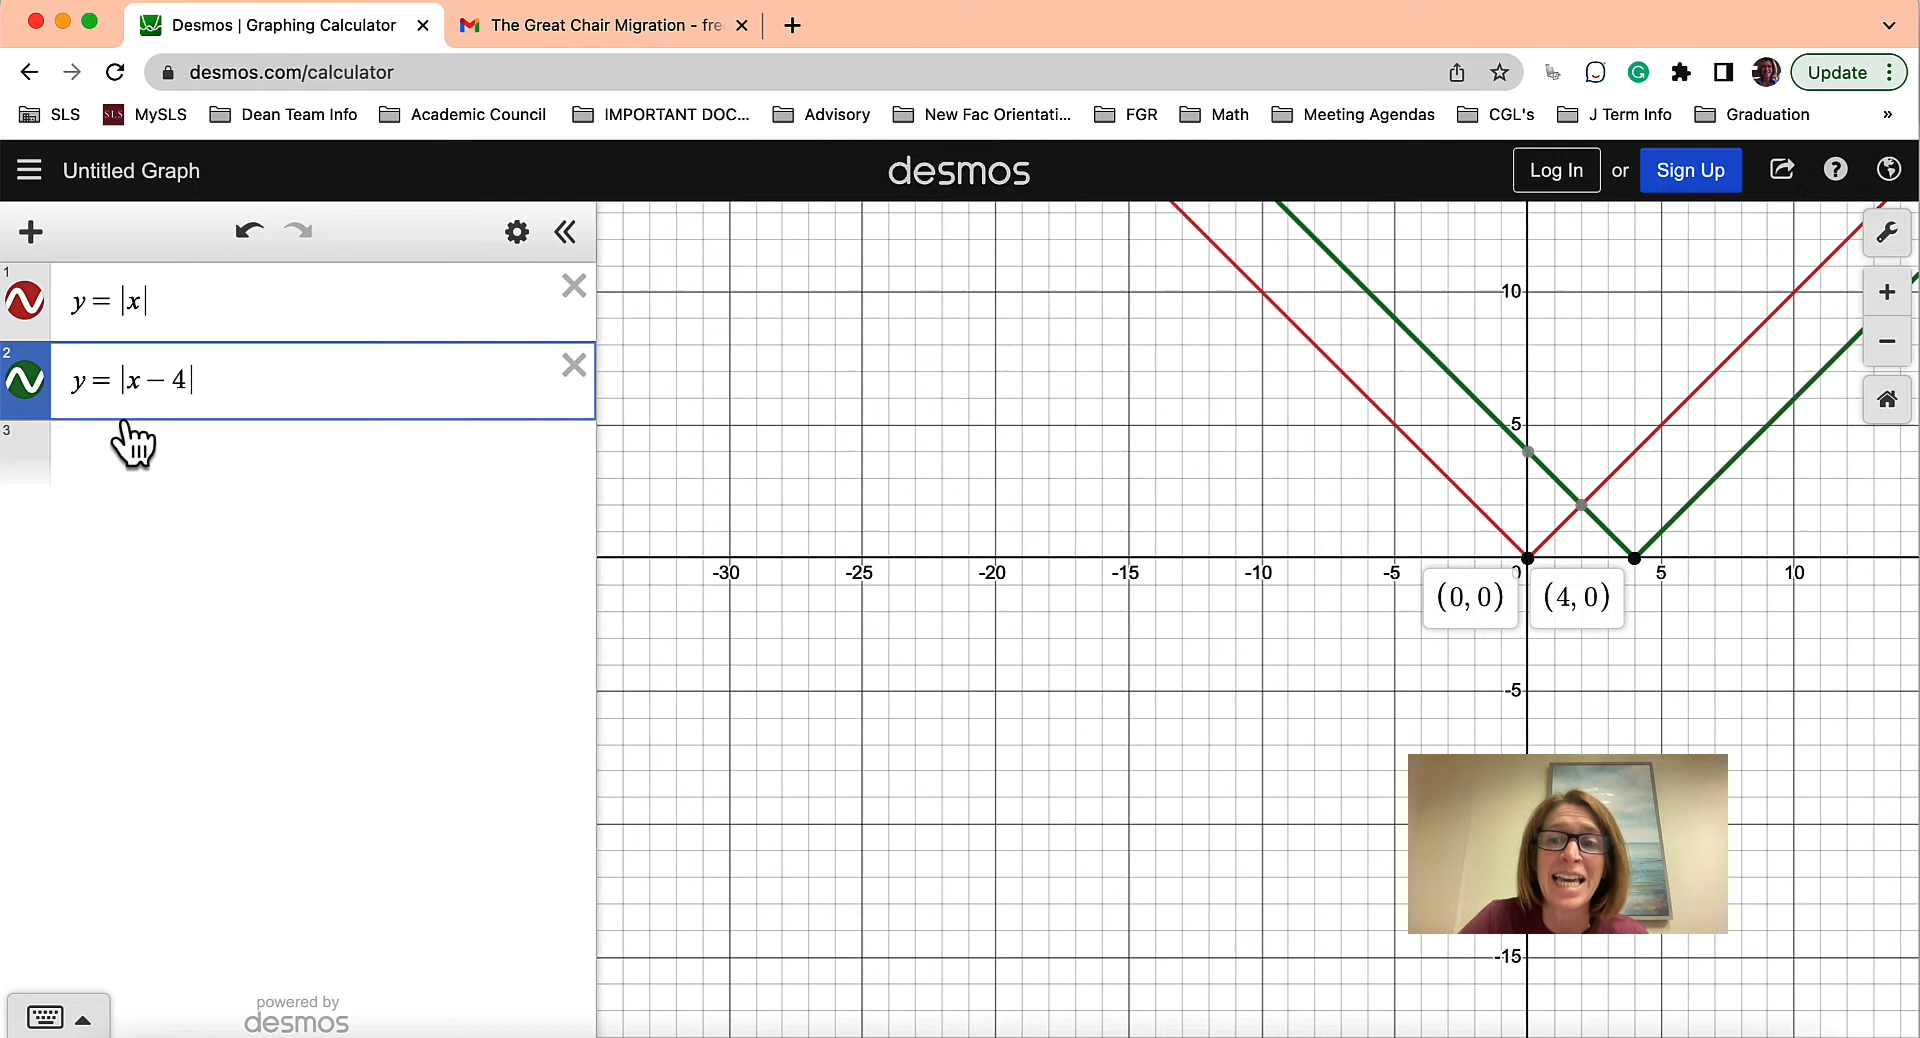 Desmos | Graphing Calculator
The Great Chair Migration - fre
desmos.com/calculator
Update
SLS
SLS MySLS
Dean Team Info
Academic Council
IMPORTANT DOC...
Advisory
New Fac Orientati...
FGR
Math
Meeting Agendas
CGL's
J Term Info
Graduation
»
Untitled Graph
desmos
Log In or Sign Up
1
y = |x|
2
y = |x − 4|
3
10
5
-30 -25 -20 -15 -10 -5 0 5 10
(0, 0) (4, 0)
-5
-15
powered by
desmos